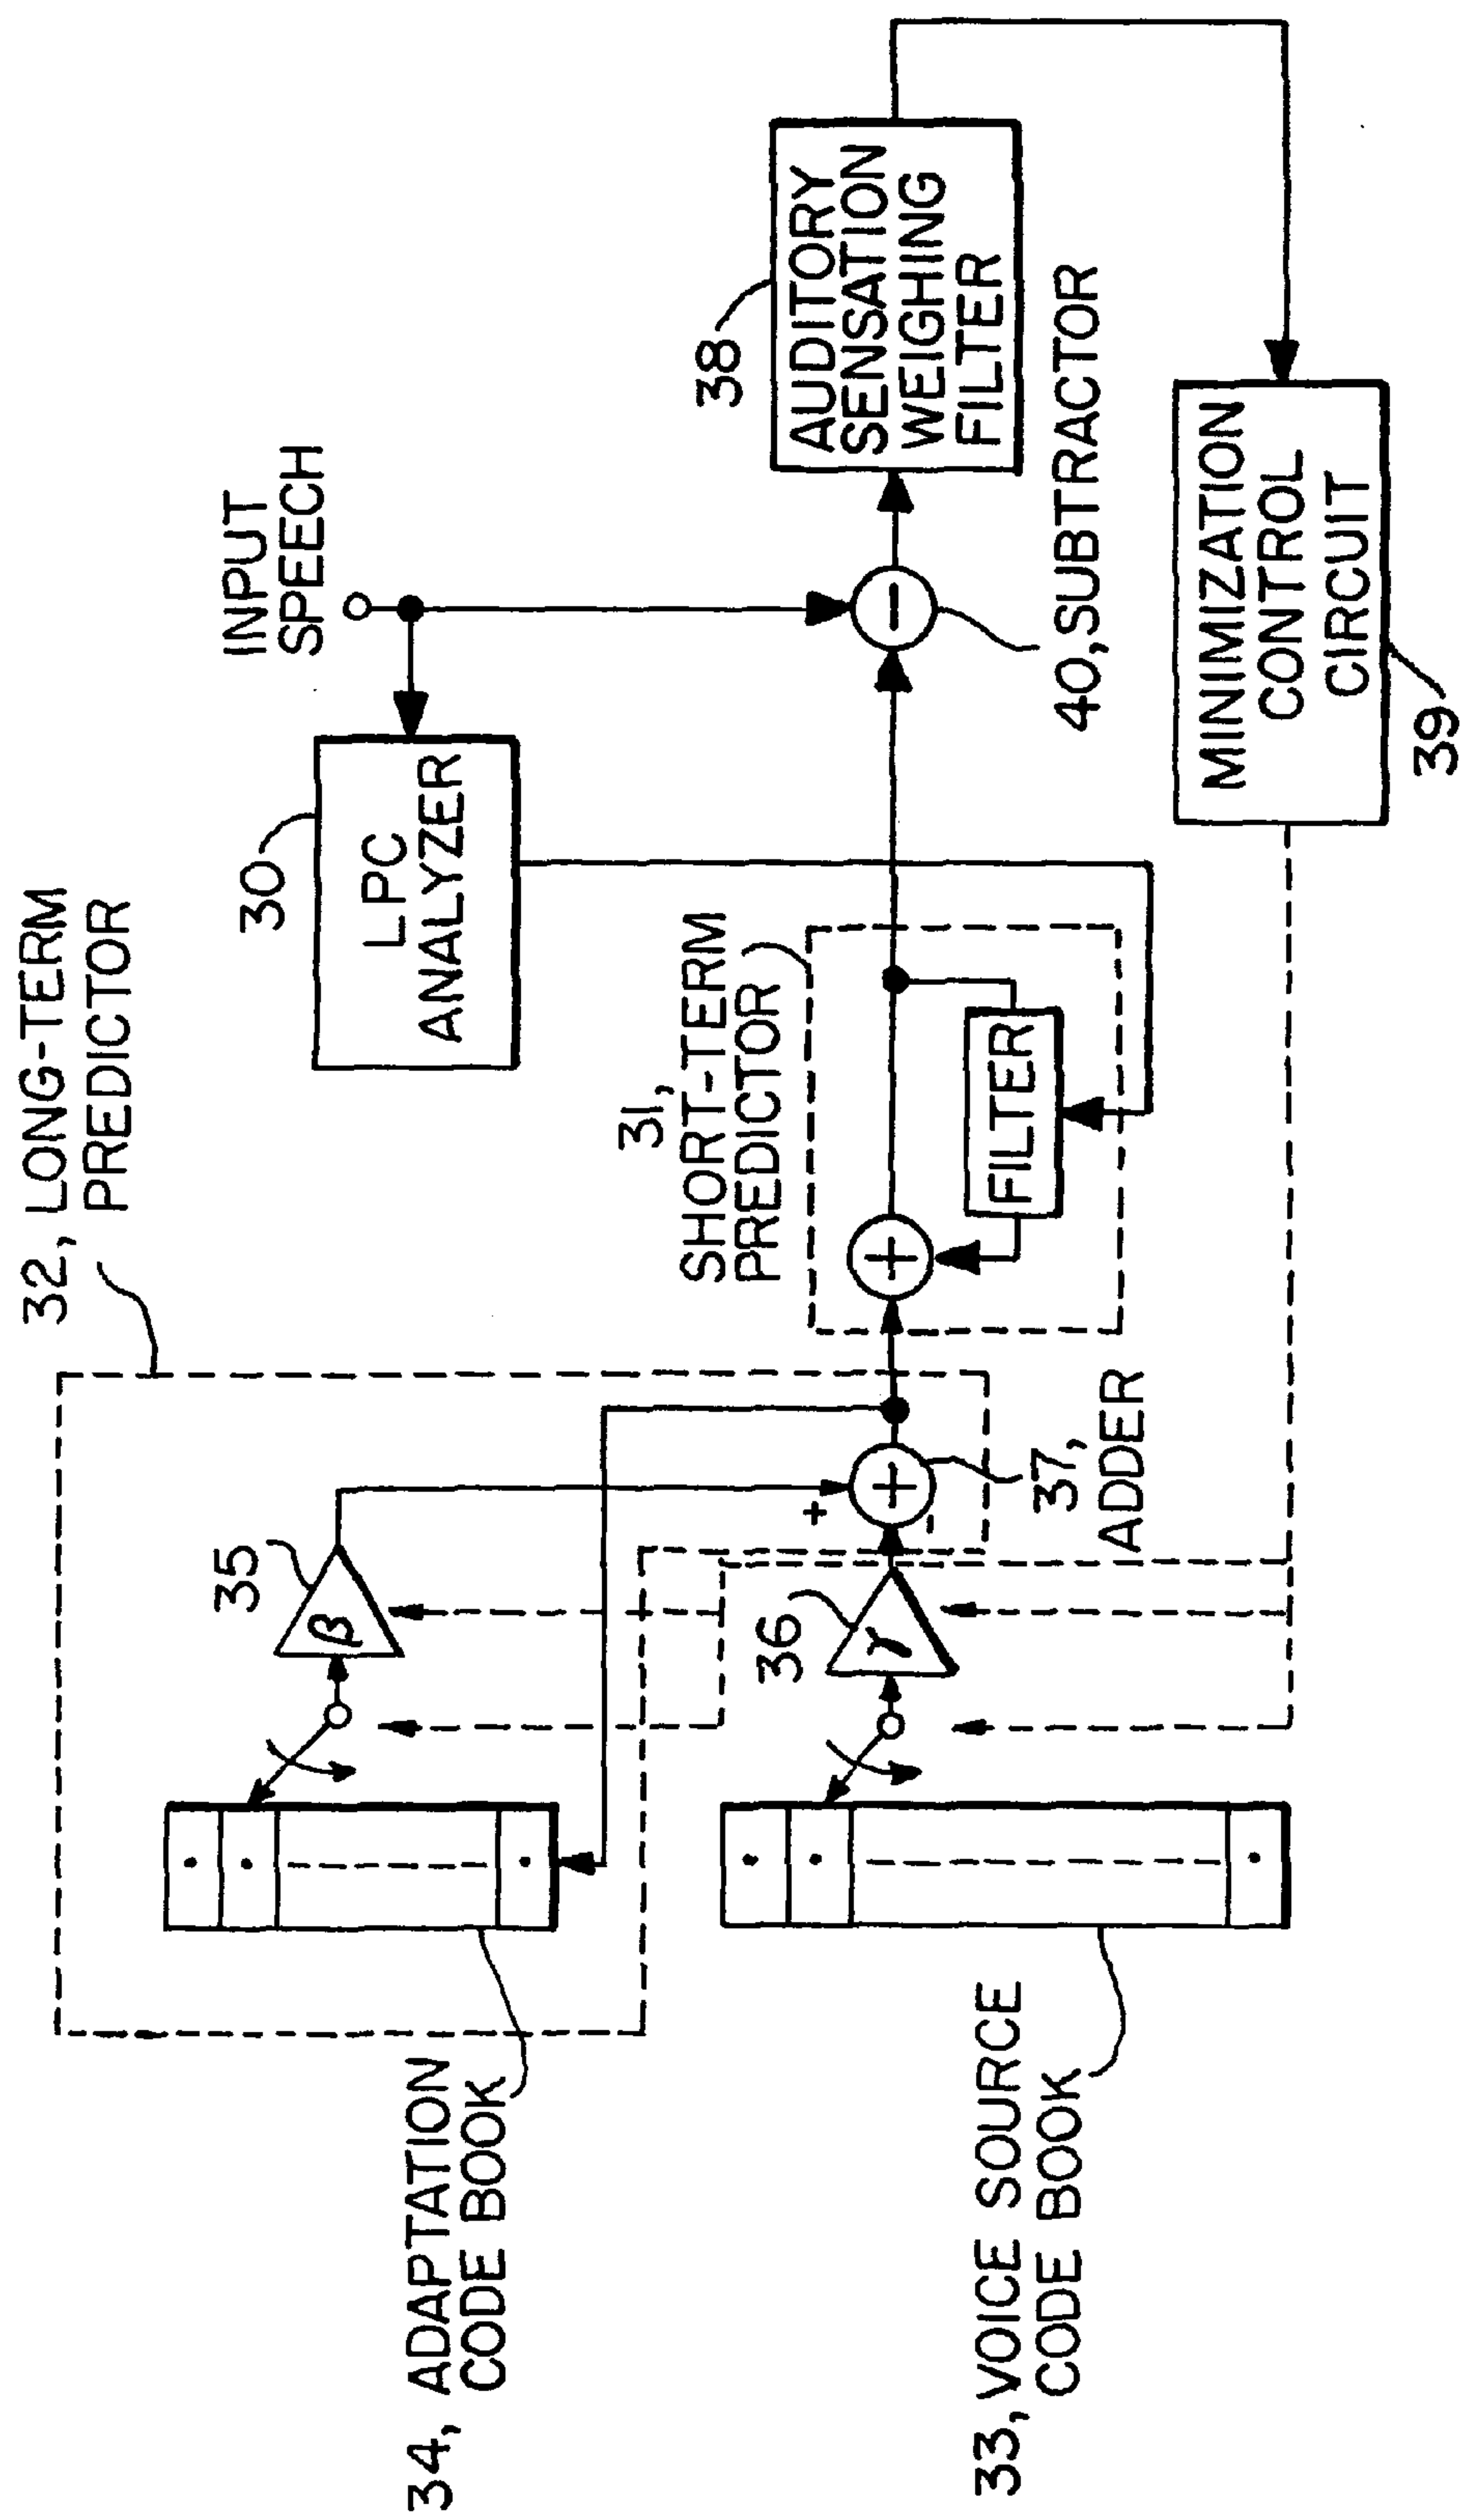 32, LONG-TERM
PREDICTOR
30
LPC
ANALYZER
INPUT
SPEECH
35
β
31,
SHORT-TERM
PREDICTOR
FILTER
38
AUDITORY
SENSATION
WEIGHING
FILTER
34, ADAPTATION
CODE BOOK
36
γ
+
-
+
+
-
37,
ADDER
40, SUBTRACTOR
33, VOICE SOURCE
CODE BOOK
MINIMIZATION
CONTROL
CIRCUIT
39